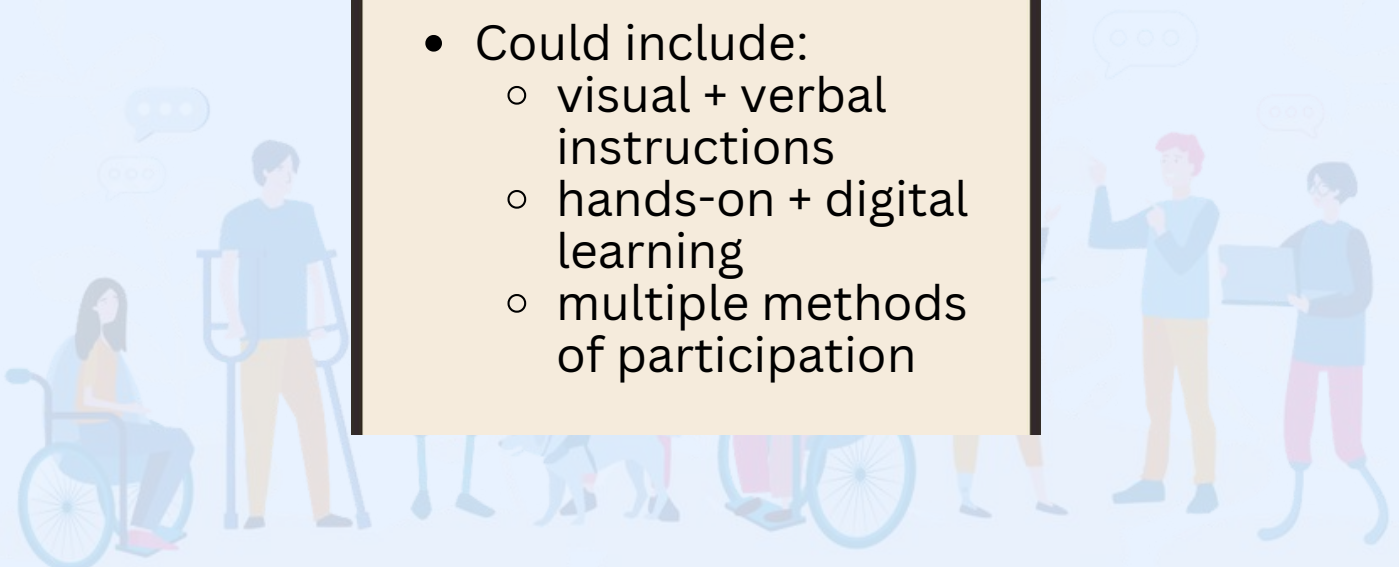 • Could include:
○ visual + verbal
instructions
○ hands-on + digital
learning
○ multiple methods
of participation